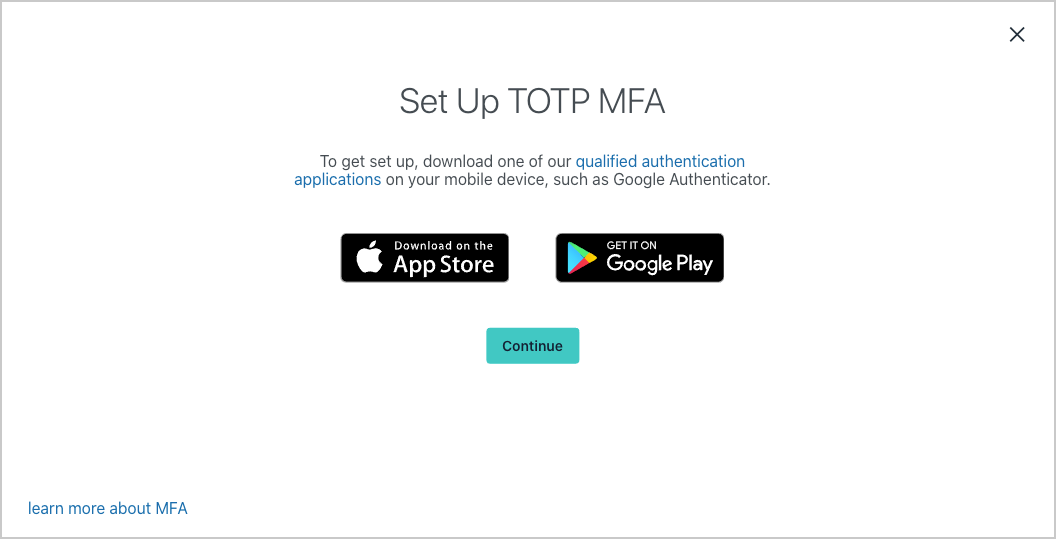 Set Up TOTP MFA
To get set up, download one of our qualified authentication
applications on your mobile device, such as Google Authenticator.
Download on the
App Store
GET IT ON
Google Play
Continue
learn more about MFA